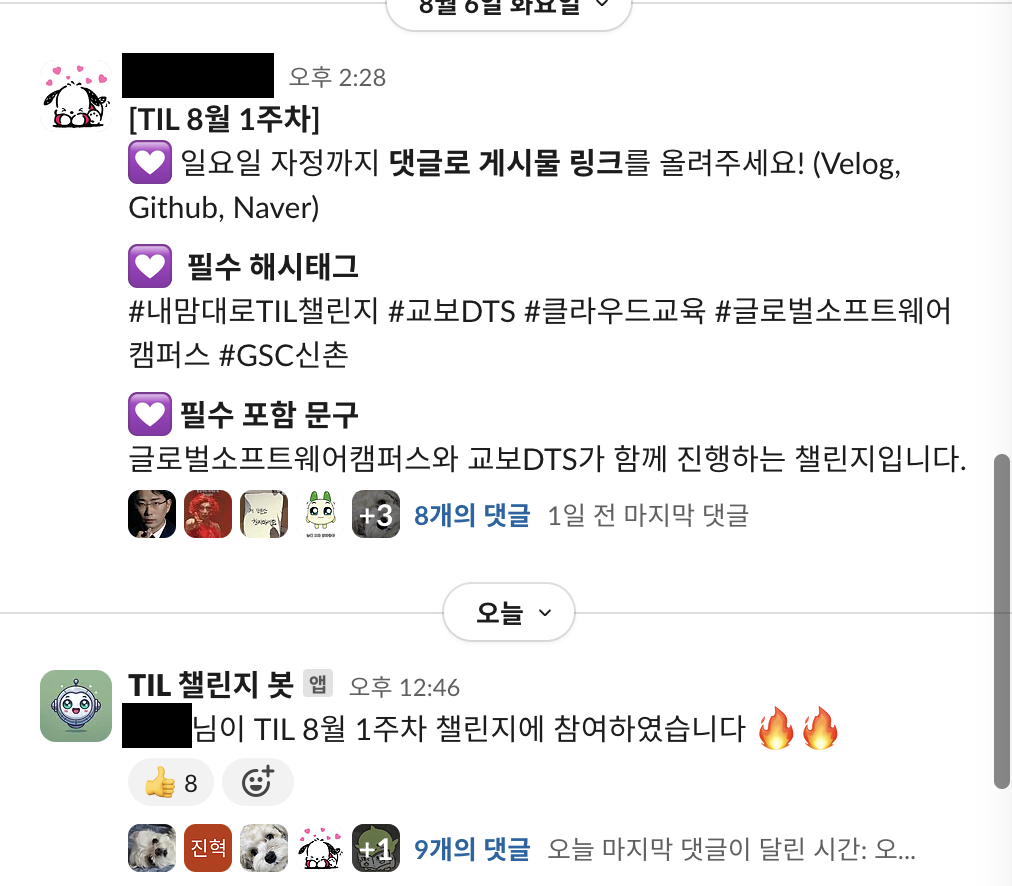 8월 6일 화요일
오후 2:28
[TIL 8월 1주차]
일요일 자정까지 댓글로 게시물 링크를 올려주세요! (Velog,
Github, Naver)
필수 해시태그
#내맘대로TIL챌린지 #교보DTS #클라우드교육 #글로벌소프트웨어
캠퍼스 #GSC신촌
필수 포함 문구
글로벌소프트웨어캠퍼스와 교보DTS가 함께 진행하는 챌린지입니다.
+3 8개의 댓글 1일 전 마지막 댓글
오늘
TIL 챌린지 봇 앱 오후 12:46
님이 TIL 8월 1주차 챌린지에 참여하였습니다
8
진혁 +1 9개의 댓글 오늘 마지막 댓글이 달린 시간: 오...